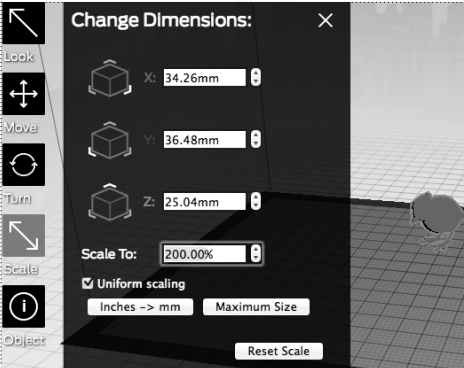 Change Dimensions:
Look
X: 34.26mm
Move
Y: 36.48mm
Turn
Z: 25.04mm
Scale To: 200.00%
Scale
Uniform scaling
Inches -> mm Maximum Size
Object
Reset Scale